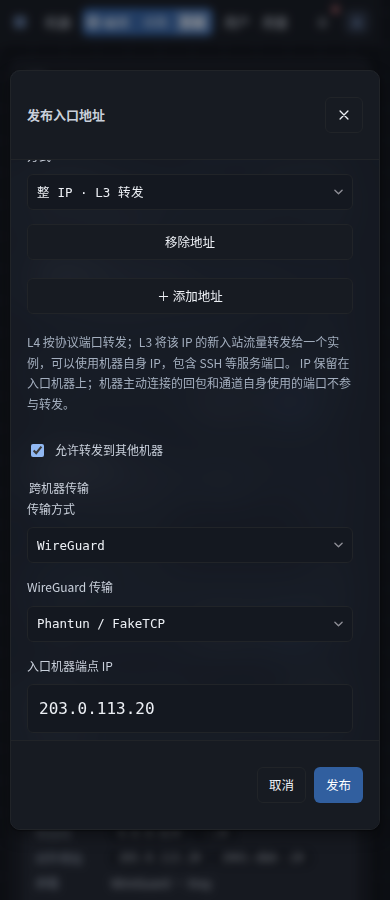 发布入口地址
整 IP · L3 转发
移除地址
＋ 添加地址
L4 按协议端口转发；L3 将该 IP 的新入站流量转发给一个实
例，可以使用机器自身 IP，包含 SSH 等服务端口。 IP 保留在
入口机器上；机器主动连接的回包和通道自身使用的端口不参
与转发。
允许转发到其他机器
跨机器传输
传输方式
WireGuard
WireGuard 传输
Phantun / FakeTCP
入口机器端点 IP
203.0.113.20
取消
发布